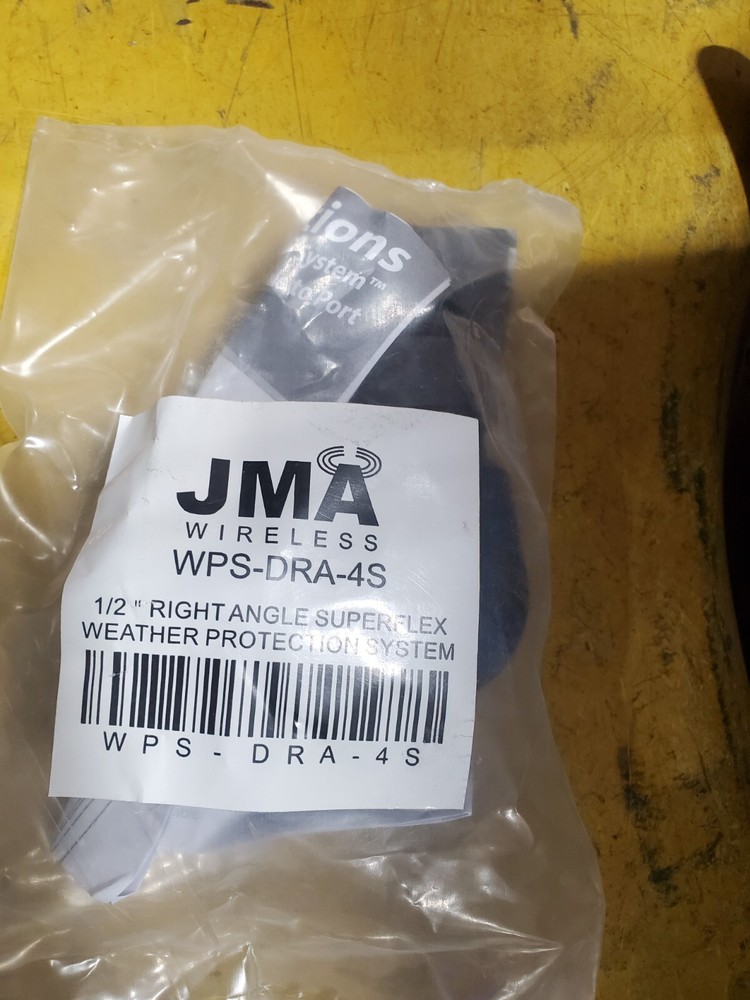 ions
ystem™
to Port
JMA
WIRELESS
WPS-DRA-4S
1/2 " RIGHT ANGLE SUPERFLEX
WEATHER PROTECTION SYSTEM
WPS-DRA-4S